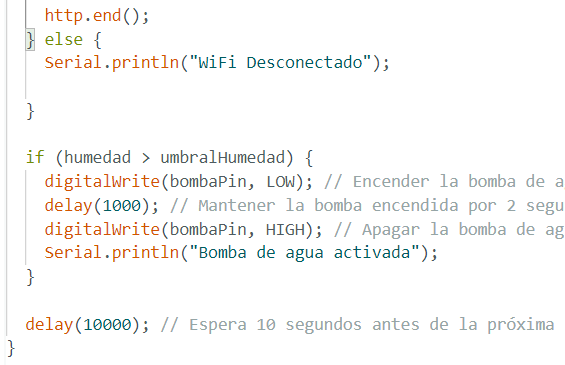 http.end();
} else {
Serial.println("WiFi Desconectado");
}
if (humedad > umbralHumedad) {
digitalWrite(bombaPin, LOW); // Encender la bomba de a
delay(1000); // Mantener la bomba encendida por 2 segu
digitalWrite(bombaPin, HIGH); // Apagar la bomba de ag
Serial.println("Bomba de agua activada");
}
delay(10000); // Espera 10 segundos antes de la próxima
}